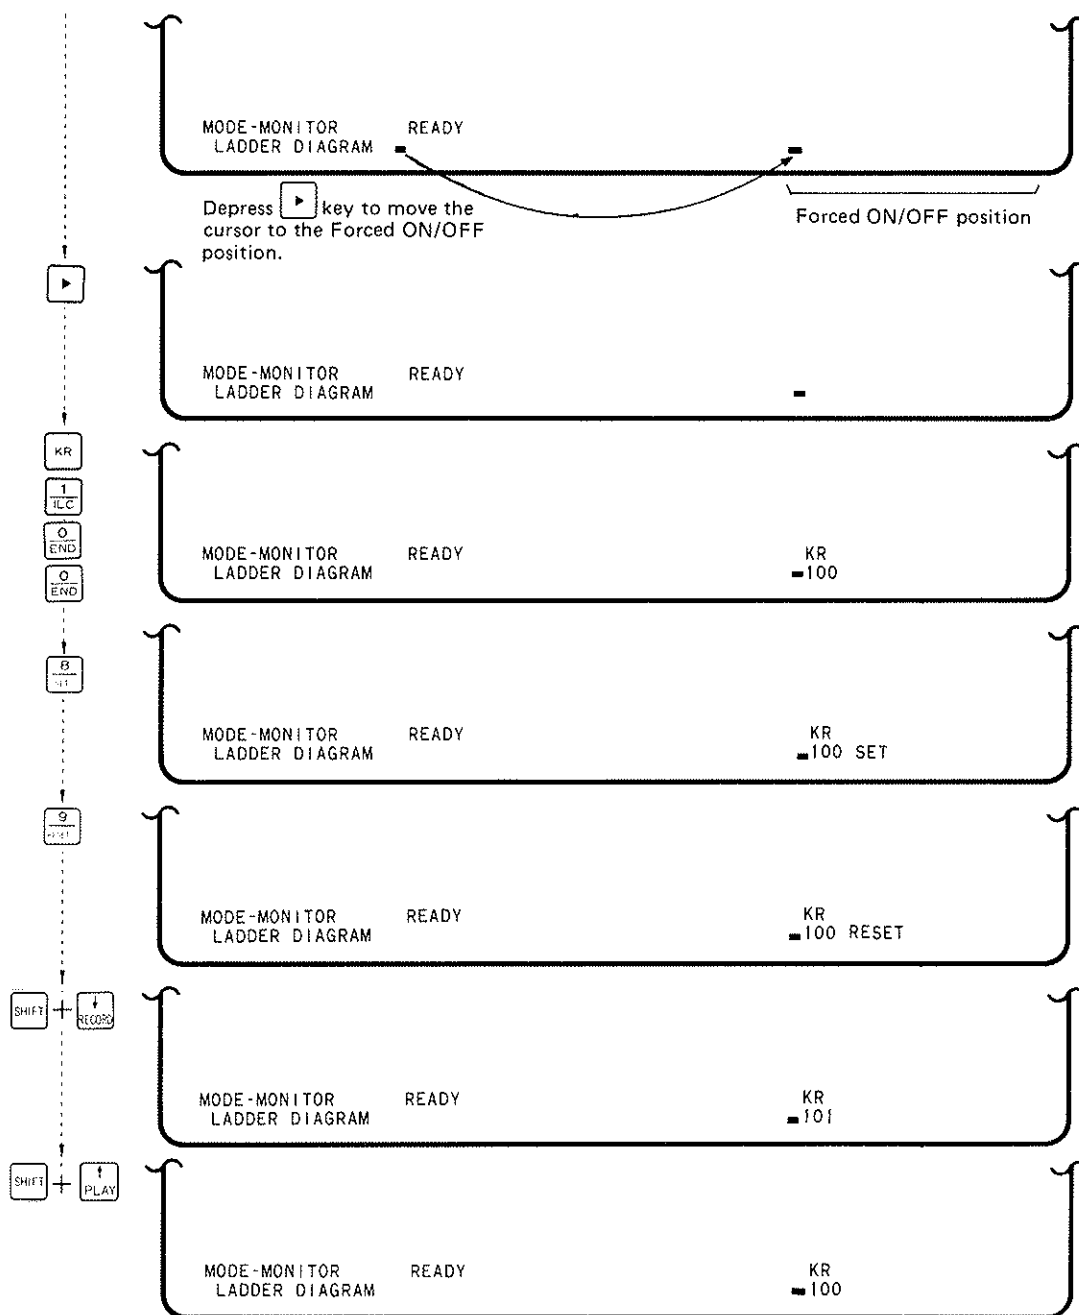 MODE-MONITOR READY
LADDER DIAGRAM
Depress ▶ key to move the
cursor to the Forced ON/OFF
position.
Forced ON/OFF position
▶
MODE-MONITOR READY
LADDER DIAGRAM
KR
1
ILC
0
END
0
END
MODE-MONITOR READY KR
LADDER DIAGRAM 100
8
SET
MODE-MONITOR READY KR
LADDER DIAGRAM 100 SET
9
RESET
MODE-MONITOR READY KR
LADDER DIAGRAM 100 RESET
SHIFT + ↓
RECORD
MODE-MONITOR READY KR
LADDER DIAGRAM 101
SHIFT + ↑
PLAY
MODE-MONITOR READY KR
LADDER DIAGRAM 100